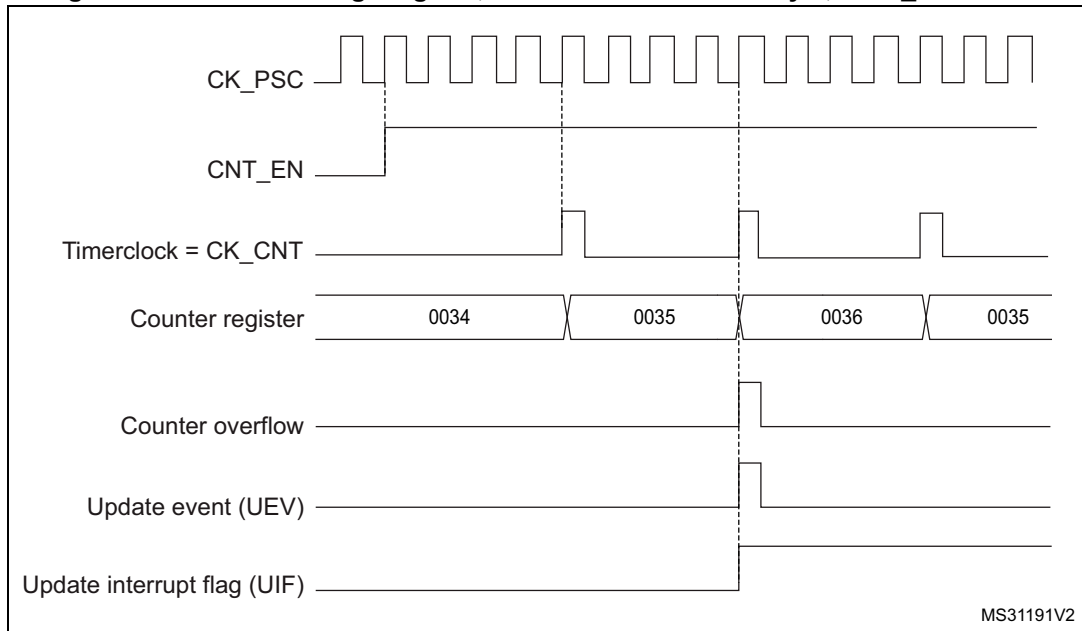 CK_PSC
CNT_EN
Timerclock = CK_CNT
Counter register
0034
0035
0036
0035
Counter overflow
Update event (UEV)
Update interrupt flag (UIF)
MS31191V2